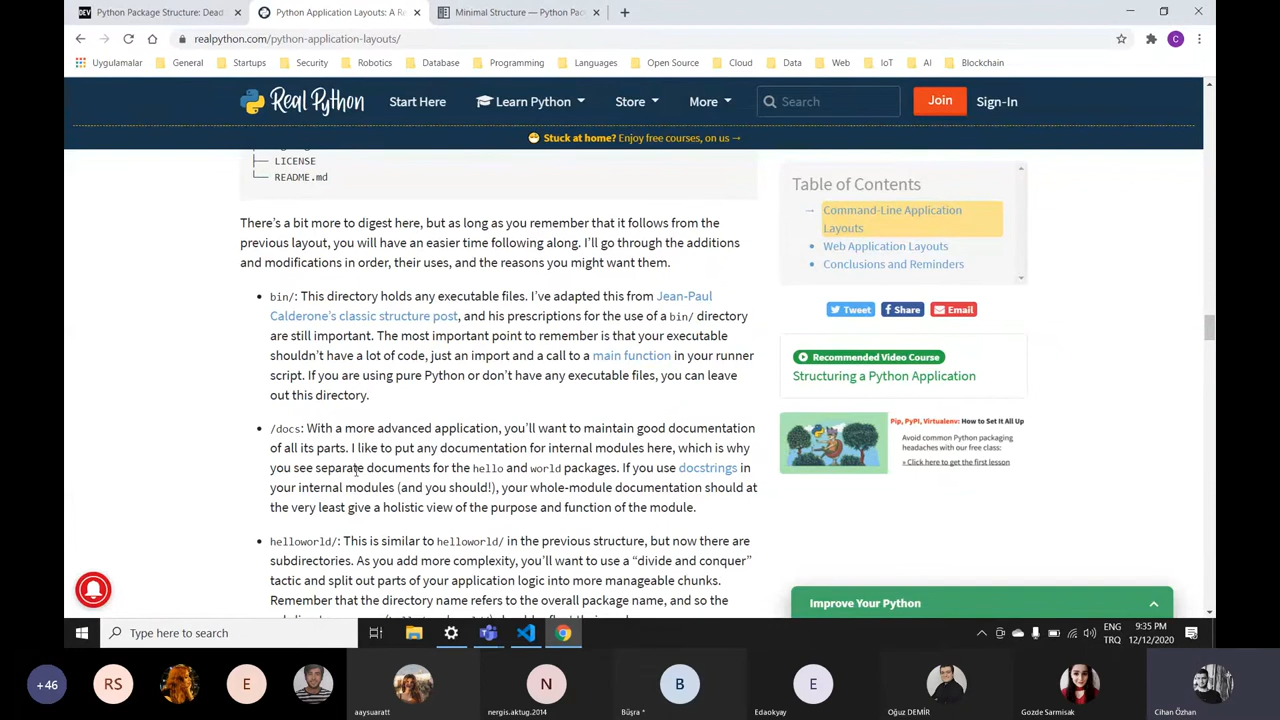 Python Package Structure: Dead
Python Application Layouts: A R
Minimal Structure — Python Pac
realpython.com/python-application-layouts/
C
Uygulamalar
General
Startups
Security
Robotics
Database
Programming
Languages
Open Source
Cloud
Data
Web
IoT
AI
Blockchain
Real Python
Start Here
Learn Python
Store
More
Search
Join
Sign-In
Stuck at home? Enjoy free courses, on us →
LICENSE
README.md
There's a bit more to digest here, but as long as you remember that it follows from the
previous layout, you will have an easier time following along. I'll go through the additions
and modifications in order, their uses, and the reasons you might want them.
bin/: This directory holds any executable files. I've adapted this from Jean-Paul
Calderone's classic structure post, and his prescriptions for the use of a bin/ directory
are still important. The most important point to remember is that your executable
shouldn't have a lot of code, just an import and a call to a main function in your runner
script. If you are using pure Python or don't have any executable files, you can leave
out this directory.
/docs: With a more advanced application, you'll want to maintain good documentation
of all its parts. I like to put any documentation for internal modules here, which is why
you see separate documents for the hello and world packages. If you use docstrings in
your internal modules (and you should!), your whole-module documentation should at
the very least give a holistic view of the purpose and function of the module.
helloworld/: This is similar to helloworld/ in the previous structure, but now there are
subdirectories. As you add more complexity, you'll want to use a “divide and conquer”
tactic and split out parts of your application logic into more manageable chunks.
Remember that the directory name refers to the overall package name, and so the
Table of Contents
→ Command-Line Application
Layouts
Web Application Layouts
Conclusions and Reminders
Tweet
Share
Email
Recommended Video Course
Structuring a Python Application
Pip, PyPI, Virtualenv: How to Set It All Up
Avoid common Python packaging
headaches with our free class:
» Click here to get the first lesson
Improve Your Python
Type here to search
ENG
TRQ
9:35 PM
12/12/2020
+46
RS
E
aaysuaratt
N
nergis.aktug.2014
B
Büşra *
E
Edaokyay
Oğuz DEMİR
Gozde Sarmisak
Cihan Özhan